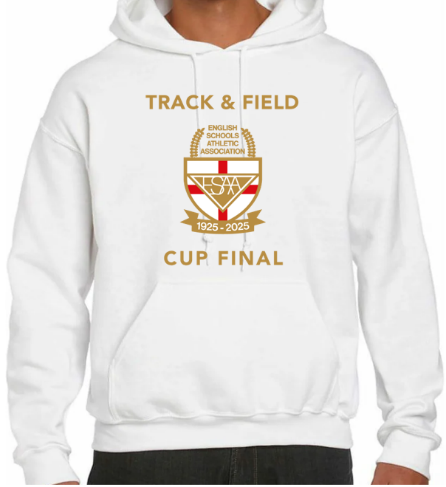 TRACK & FIELD
ENGLISH
SCHOOLS
ATHLETIC
ASSOCIATION
ESAA
1925 - 2025
CUP FINAL